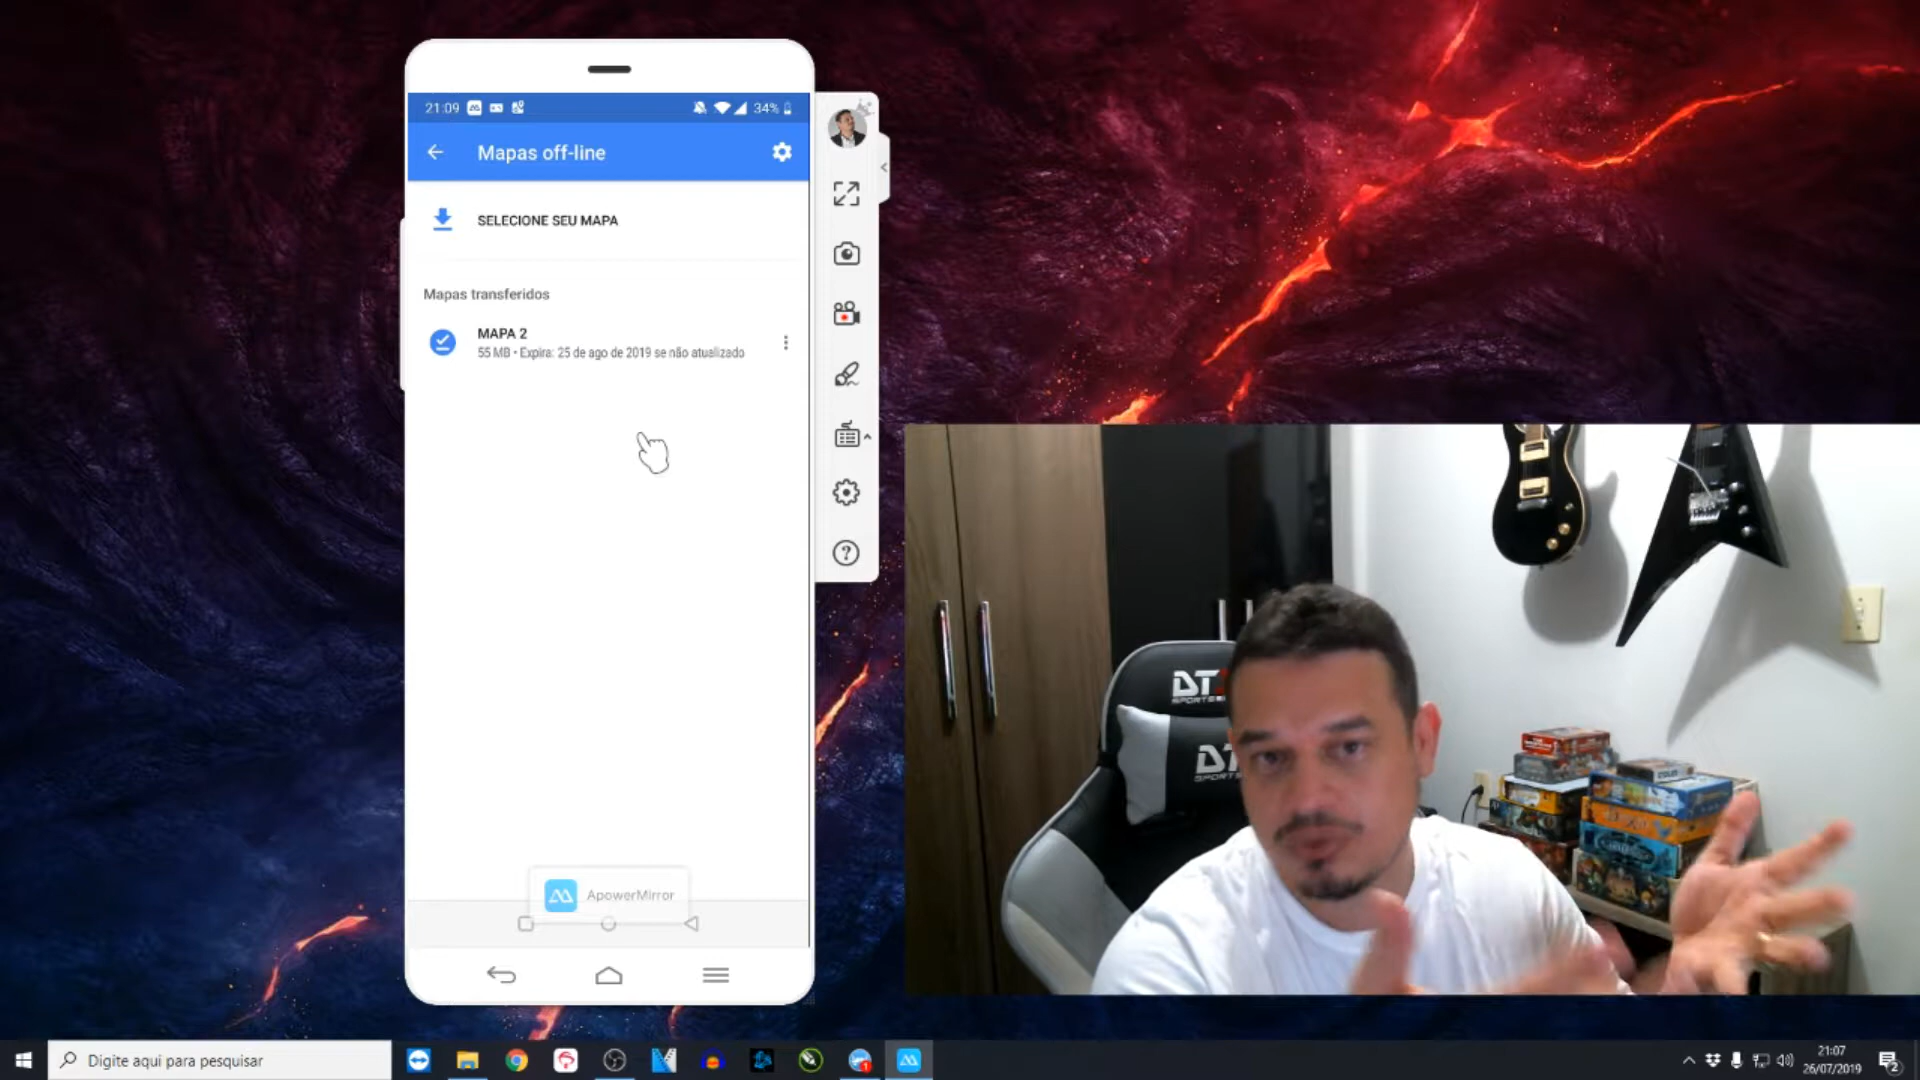 21:09
34%
Mapas off-line
SELECIONE SEU MAPA
Mapas transferidos
MAPA 2
55 MB • Expira: 25 de ago de 2019 se não atualizado
ApowerMirror
Digite aqui para pesquisar
21:07
26/07/2019
2